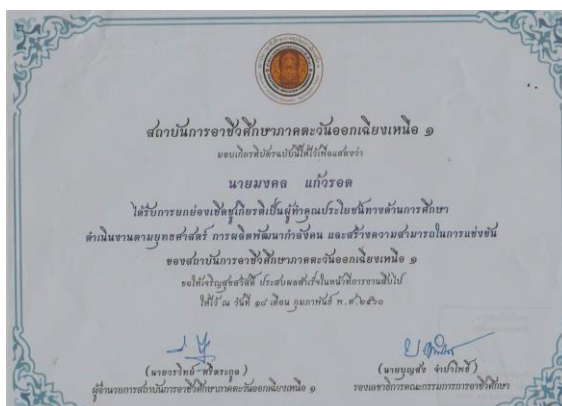 สถาบันการอาชีวศึกษาภาคตะวันออกเฉียงเหนือ ๑
มอบเกียรติบัตรฉบับนี้ให้ไว้เพื่อแสดงว่า
นายมงคล แก้วรอด
ได้รับการยกย่องเชิดชูเกียรติเป็นผู้ทำคุณประโยชน์ทางด้านการศึกษา
ดำเนินงานตามยุทธศาสตร์ การผลิตพัฒนากำลังคน และสร้างความสามารถในการแข่งขัน
ของสถาบันการอาชีวศึกษาภาคตะวันออกเฉียงเหนือ ๑
ขอให้เจริญสุขสวัสดิ์ ประสบผลสำเร็จในหน้าที่การงานสืบไป
ให้ไว้ ณ วันที่ ๑๘ เดือน กุมภาพันธ์ พ.ศ.๒๕๖๐
(นายวรวิทย์ ศรีตระกูล)
(นายบุญส่ง จำปาโพธิ์)
ผู้อำนวยการสถาบันการอาชีวศึกษาภาคตะวันออกเฉียงเหนือ ๑
รองเลขาธิการคณะกรรมการการอาชีวศึกษา